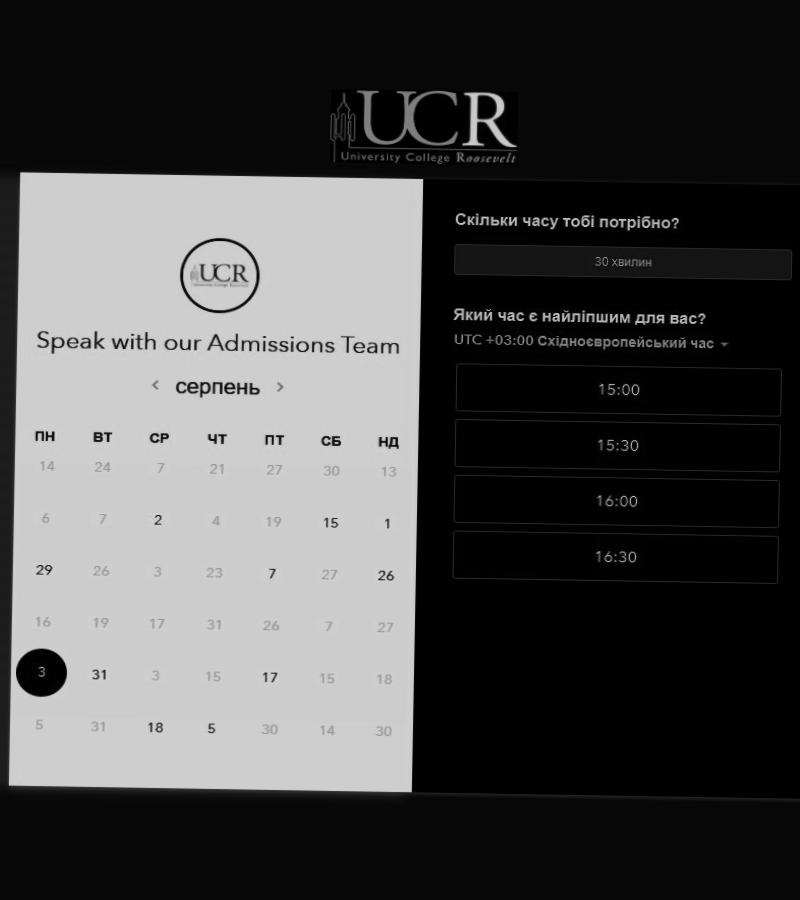 UCR
University College Roosevelt
UCR
University College Roosevelt
Speak with our Admissions Team
< серпень >
ПН ВТ СР ЧТ ПТ СБ НД
14 24 7 21 27 30 13
6 7 2 4 19 15 1
29 26 3 23 7 27 26
16 19 17 31 26 7 27
3 31 3 15 17 15 18
5 31 18 5 30 14 30
Скільки часу тобі потрібно?
30 хвилин
Який час є найліпшим для вас?
UTC +03:00 Східноєвропейський час
15:00
15:30
16:00
16:30